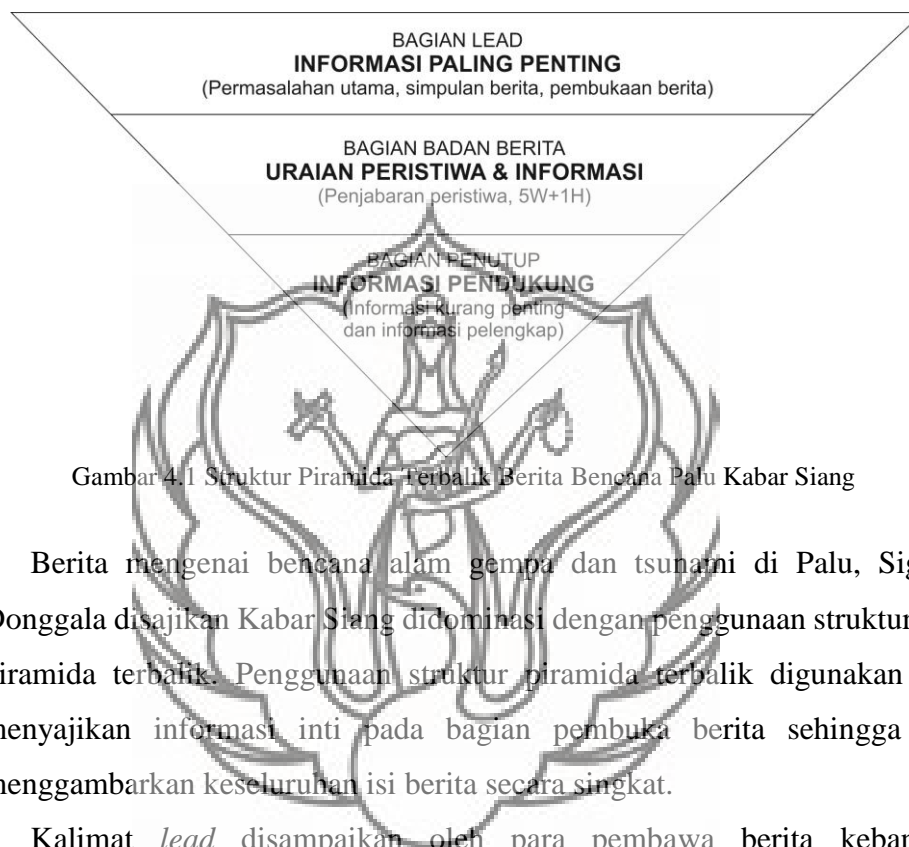 BAGIAN LEAD
INFORMASI PALING PENTING
(Permasalahan utama, simpulan berita, pembukaan berita)
BAGIAN BADAN BERITA
URAIAN PERISTIWA & INFORMASI
(Penjabaran peristiwa, 5W+1H)
BAGIAN PENUTUP
INFORMASI PENDUKUNG
(Informasi kurang penting
dan informasi pelengkap)
Gambar 4.1 Struktur Piramida Terbalik Berita Bencana Palu Kabar Siang
Berita mengenai bencana alam gempa dan tsunami di Palu,
Donggala disajikan Kabar Siang didominasi dengan penggunaan struktur
piramida terbalik. Penggunaan struktur piramida terbalik digunakan
menyajikan informasi inti pada bagian pembuka berita sehingga
menggambarkan keseluruhan isi berita secara singkat.
Kalimat lead disampaikan oleh para pembawa berita